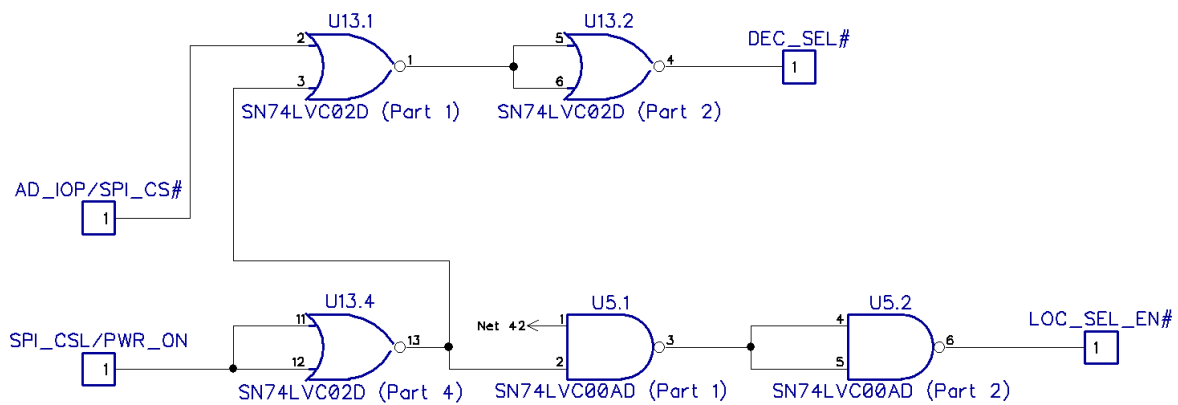 U13.1
U13.2
DEC_SEL#
2
3
1
5
6
4
1
SN74LVC02D (Part 1)
SN74LVC02D (Part 2)
AD_IOP/SPI_CS#
1
U13.4
U5.1
U5.2
LOC_SEL_EN#
SPI_CSL/PWR_ON
1
11
12
13
Net 42
1
2
3
4
5
6
1
SN74LVC02D (Part 4)
SN74LVC00AD (Part 1)
SN74LVC00AD (Part 2)